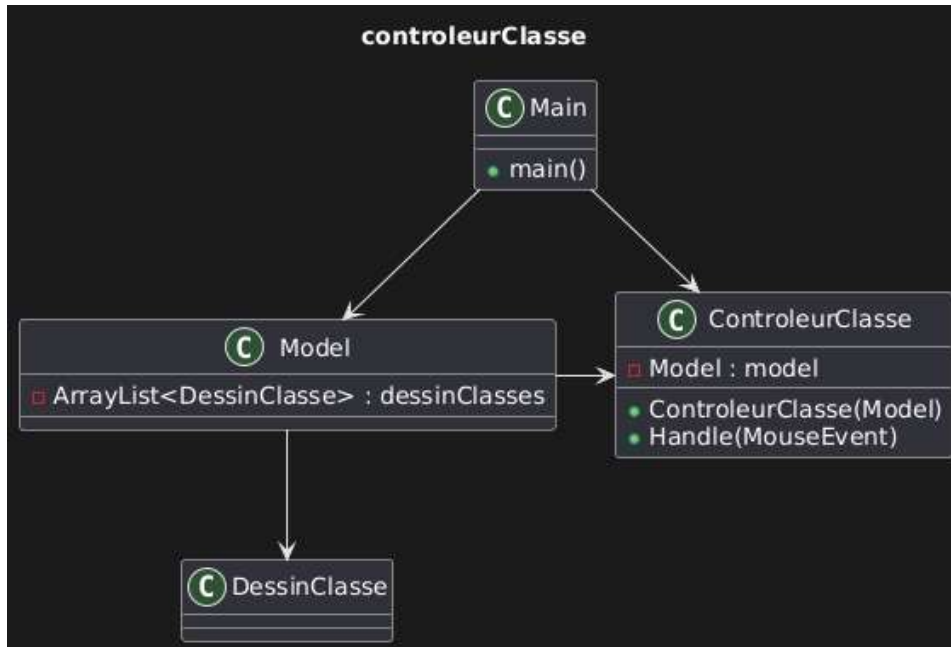 controleurClasse
C Main
main()
C Model
ArrayList<DessinClasse> : dessinClasses
C ControleurClasse
Model : model
ControleurClasse(Model)
Handle(MouseEvent)
C DessinClasse